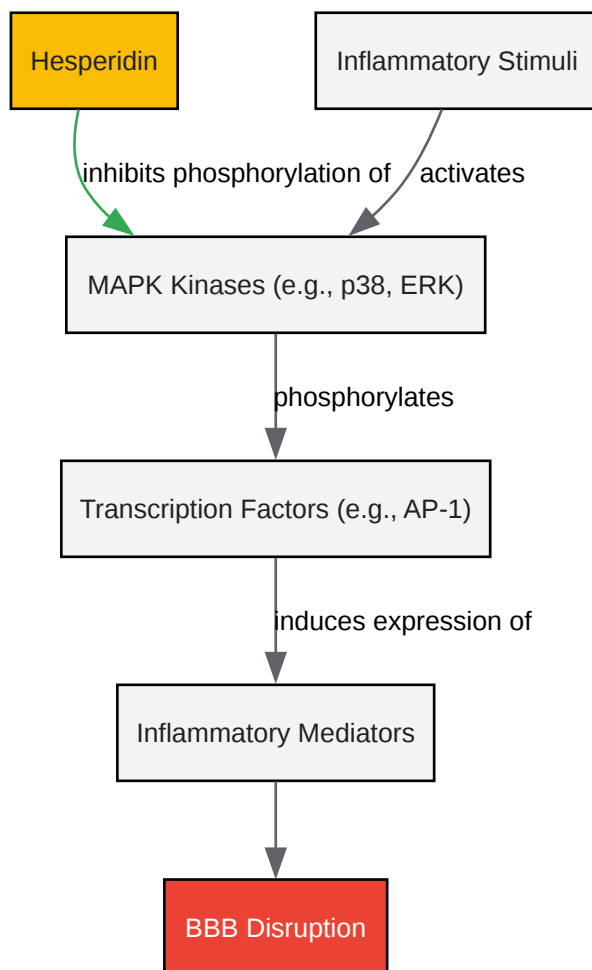 Hesperidin
Inflammatory Stimuli
inhibits phosphorylation of
activates
MAPK Kinases (e.g., p38, ERK)
phosphorylates
Transcription Factors (e.g., AP-1)
induces expression of
Inflammatory Mediators
BBB Disruption